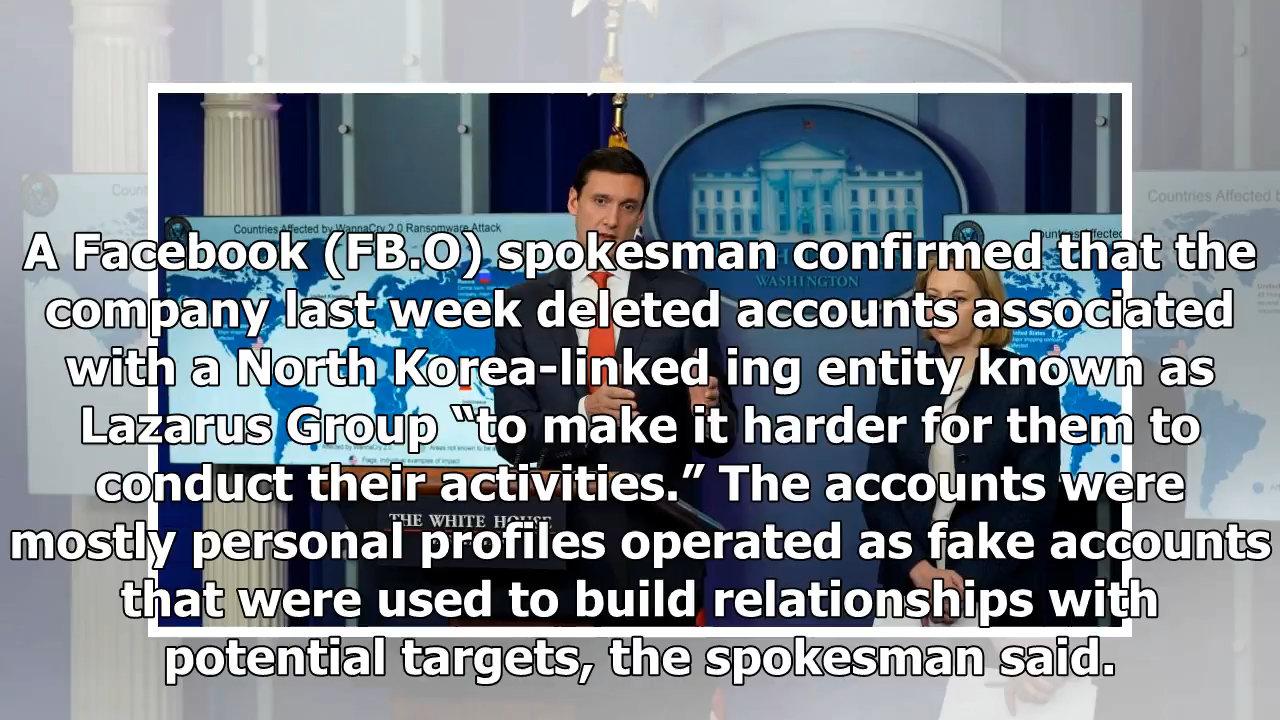 A Facebook (FB.O) spokesman confirmed that the
company last week deleted accounts associated
with a North Korea-linked ing entity known as
Lazarus Group “to make it harder for them to
conduct their activities.” The accounts were
mostly personal profiles operated as fake accounts
that were used to build relationships with
potential targets, the spokesman said.
Countries Affected by WannaCry 2.0 Ransomware Attack
Countries Affected
Countries Affected
WASHINGTON
THE WHITE HOUSE